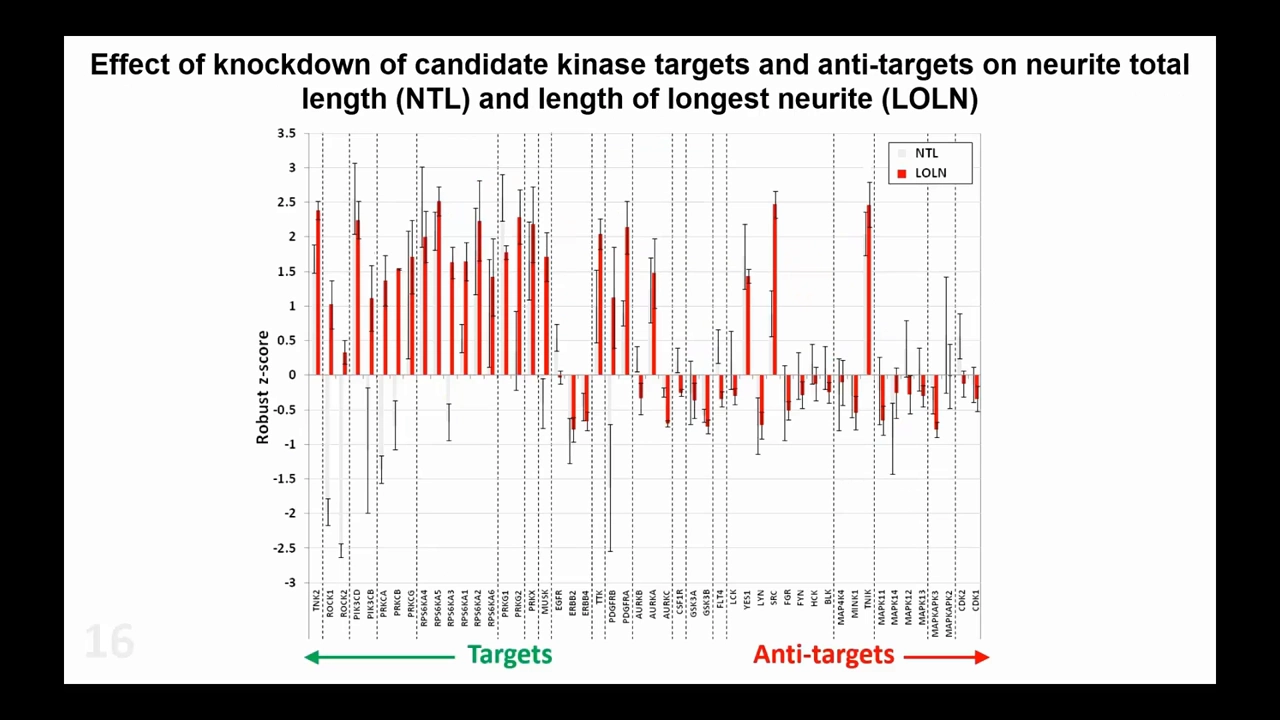 Effect of knockdown of candidate kinase targets and anti-targets on neurite total
length (NTL) and length of longest neurite (LOLN)
3.5
3
2.5
2
1.5
1
0.5
0
-0.5
-1
-1.5
-2
-2.5
-3
Robust z-score
NTL
LOLN
TNK2
ROCK1
ROCK2
PIK3CD
PIK3CB
PRKCA
PRKCB
PRKCG
RPS6KA4
RPS6KA5
RPS6KA3
RPS6KA1
RPS6KA2
RPS6KA6
PRKG1
PRKG2
PRKX
MUSK
EGFR
ERBB2
ERBB4
TTK
PDGFRB
PDGFRA
AURKB
AURKA
AURKC
CSF1R
GSK3A
GSK3B
FLT4
LCK
YES1
LYN
SRC
FGR
FYN
HCK
BLK
MAP4K4
MINK1
TNIK
MAPK11
MAPK14
MAPK12
MAPK13
MAPKAPK3
MAPKAPK2
CDK2
CDK1
Targets
Anti-targets
16